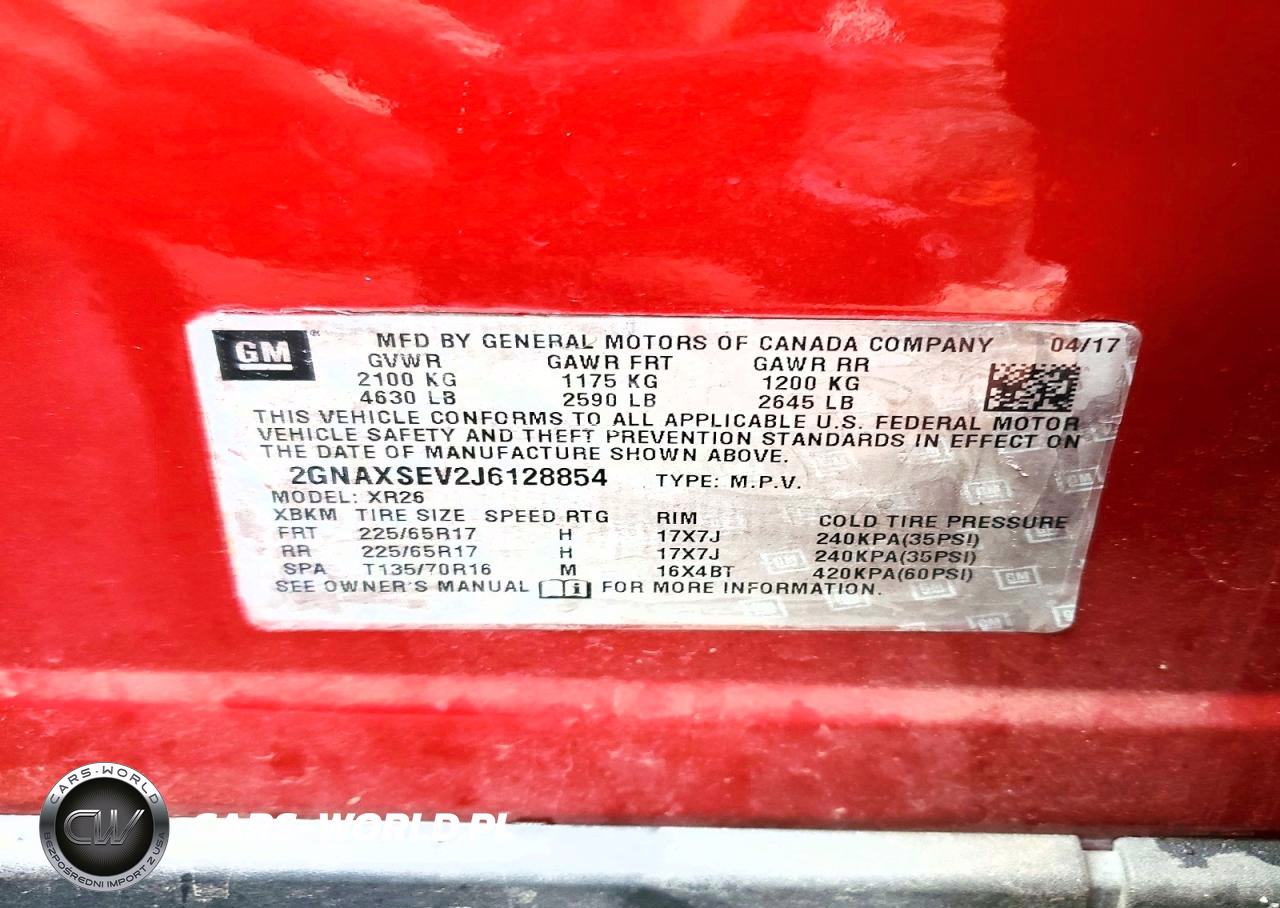 GM
MFD BY GENERAL MOTORS OF CANADA COMPANY 04/17
GVWR GAWR FRT GAWR RR
2100 KG 1175 KG 1200 KG
4630 LB 2590 LB 2645 LB
THIS VEHICLE CONFORMS TO ALL APPLICABLE U.S. FEDERAL MOTOR
VEHICLE SAFETY AND THEFT PREVENTION STANDARDS IN EFFECT ON
THE DATE OF MANUFACTURE SHOWN ABOVE.
2GNAXSEV2J6128854 TYPE: M.P.V.
MODEL: XR26
XBKM TIRE SIZE SPEED RTG RIM COLD TIRE PRESSURE
FRT 225/65R17 H 17X7J 240KPA(35PSI)
RR 225/65R17 H 17X7J 240KPA(35PSI)
SPA T135/70R16 M 16X4BT 420KPA(60PSI)
SEE OWNER'S MANUAL FOR MORE INFORMATION.
CARS-WORLD
CW
BEZPOŚREDNI IMPORT Z USA
CARS-WORLD.PL